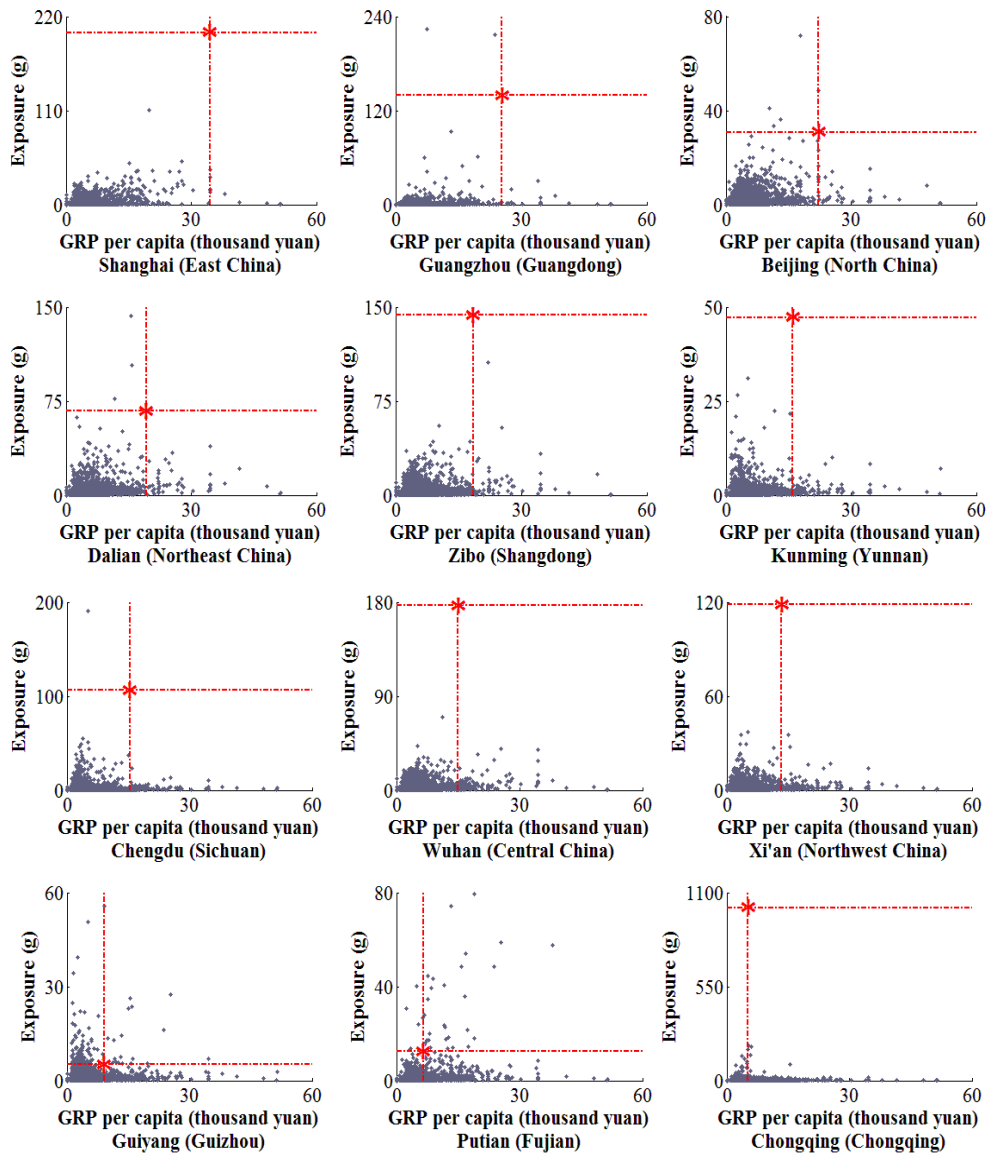 220
110
0
Exposure (g)
0 30 60
GRP per capita (thousand yuan)
Shanghai (East China)
240
120
0
Exposure (g)
0 30 60
GRP per capita (thousand yuan)
Guangzhou (Guangdong)
80
40
0
Exposure (g)
0 30 60
GRP per capita (thousand yuan)
Beijing (North China)
150
75
0
Exposure (g)
0 30 60
GRP per capita (thousand yuan)
Dalian (Northeast China)
150
75
0
Exposure (g)
0 30 60
GRP per capita (thousand yuan)
Zibo (Shangdong)
50
25
0
Exposure (g)
0 30 60
GRP per capita (thousand yuan)
Kunming (Yunnan)
200
100
0
Exposure (g)
0 30 60
GRP per capita (thousand yuan)
Chengdu (Sichuan)
180
90
0
Exposure (g)
0 30 60
GRP per capita (thousand yuan)
Wuhan (Central China)
120
60
0
Exposure (g)
0 30 60
GRP per capita (thousand yuan)
Xi'an (Northwest China)
60
30
0
Exposure (g)
0 30 60
GRP per capita (thousand yuan)
Guiyang (Guizhou)
80
40
0
Exposure (g)
0 30 60
GRP per capita (thousand yuan)
Putian (Fujian)
1100
550
0
Exposure (g)
0 30 60
GRP per capita (thousand yuan)
Chongqing (Chongqing)